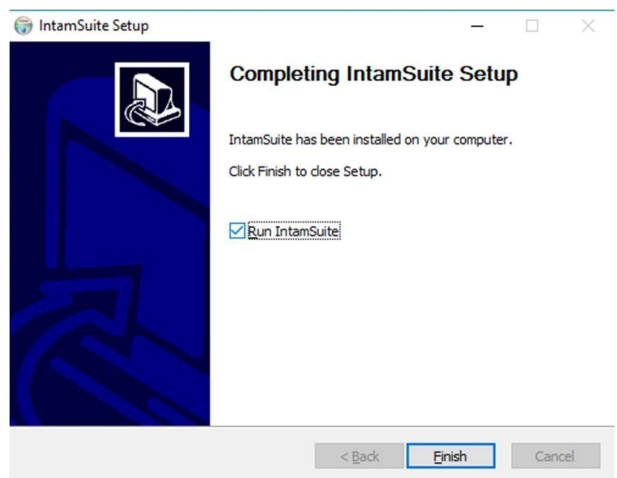 IntamSuite Setup
Completing IntamSuite Setup
IntamSuite has been installed on your computer.
Click Finish to close Setup.
Run IntamSuite
< Back
Finish
Cancel